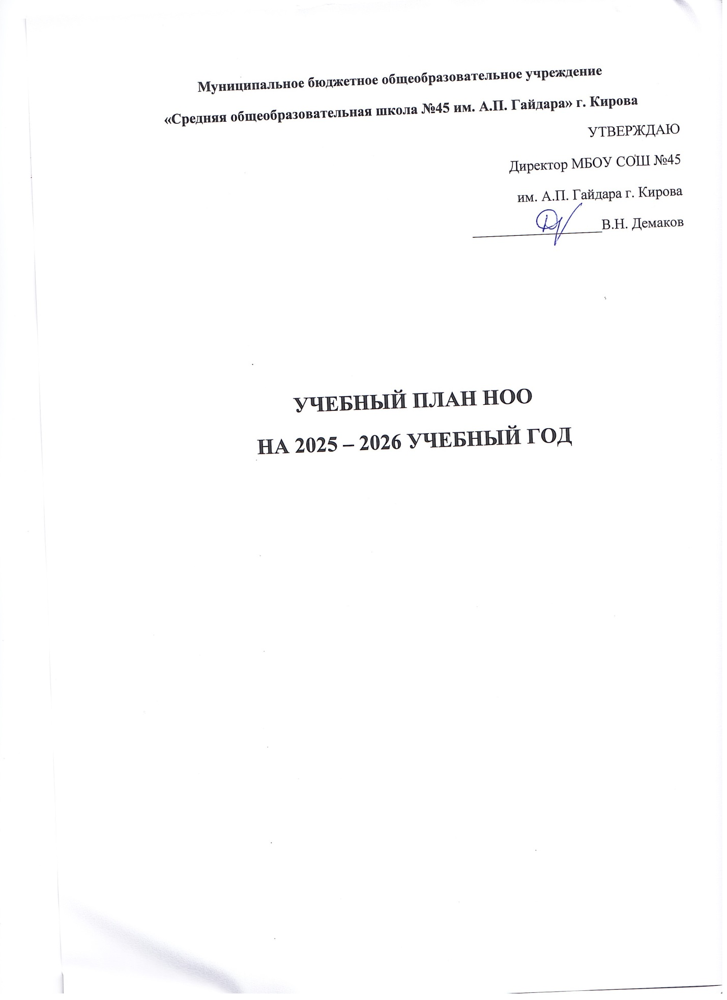 Муниципальное бюджетное общеобразовательное учреждение
«Средняя общеобразовательная школа №45 им. А.П. Гайдара» г. Кирова
УТВЕРЖДАЮ
Директор МБОУ СОШ №45
им. А.П. Гайдара г. Кирова
В.Н. Демаков
УЧЕБНЫЙ ПЛАН НОО
НА 2025 – 2026 УЧЕБНЫЙ ГОД